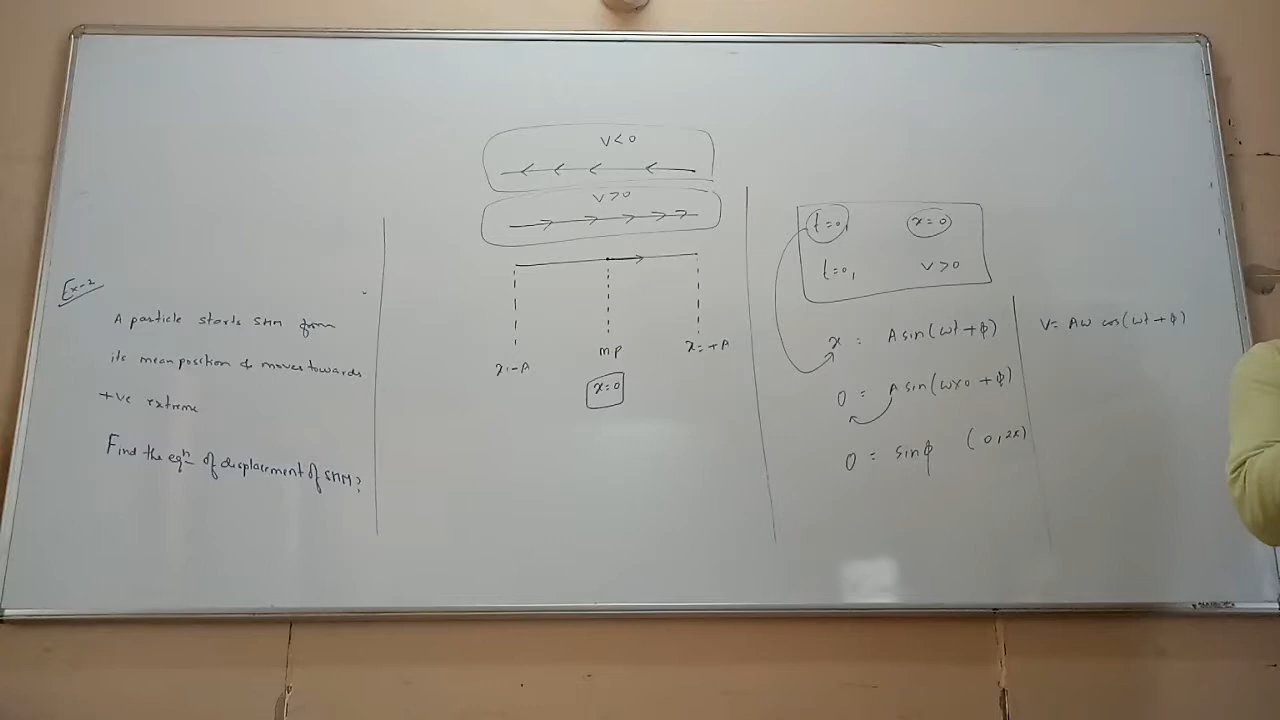 Ex-2
A particle starts SHM from
its mean position & moves towards
+ve extreme
Find the eqⁿ of displacement of SHM?
V<0
V>0
x=-A
MP
x=+A
x=0
t=0, x=0
t=0, V>0
x = A sin(ωt+φ)
0 = A sin(ω×0+φ)
0 = sinφ (0,2π)
V= Aω cos(ωt+φ)